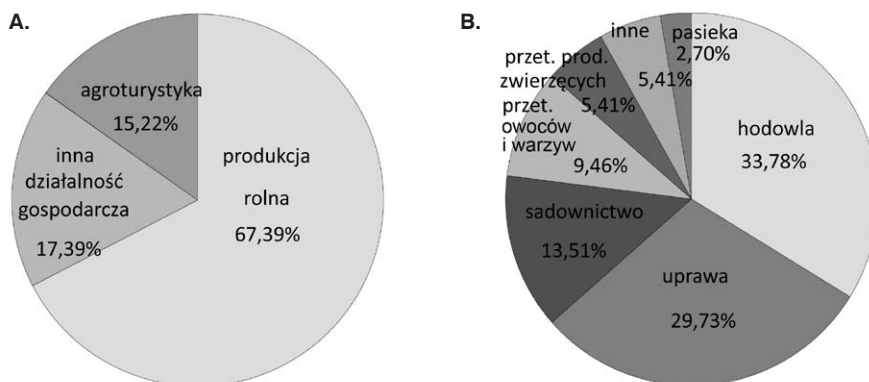 A.
agroturystyka
15,22%
inna
działalność
gospodarcza
17,39%
produkcja
rolna
67,39%
B.
inne
5,41%
pasieka
2,70%
przet. prod.
zwierzęcych
5,41%
przet.
owoców
i warzyw
9,46%
hodowla
33,78%
sadownictwo
13,51%
uprawa
29,73%